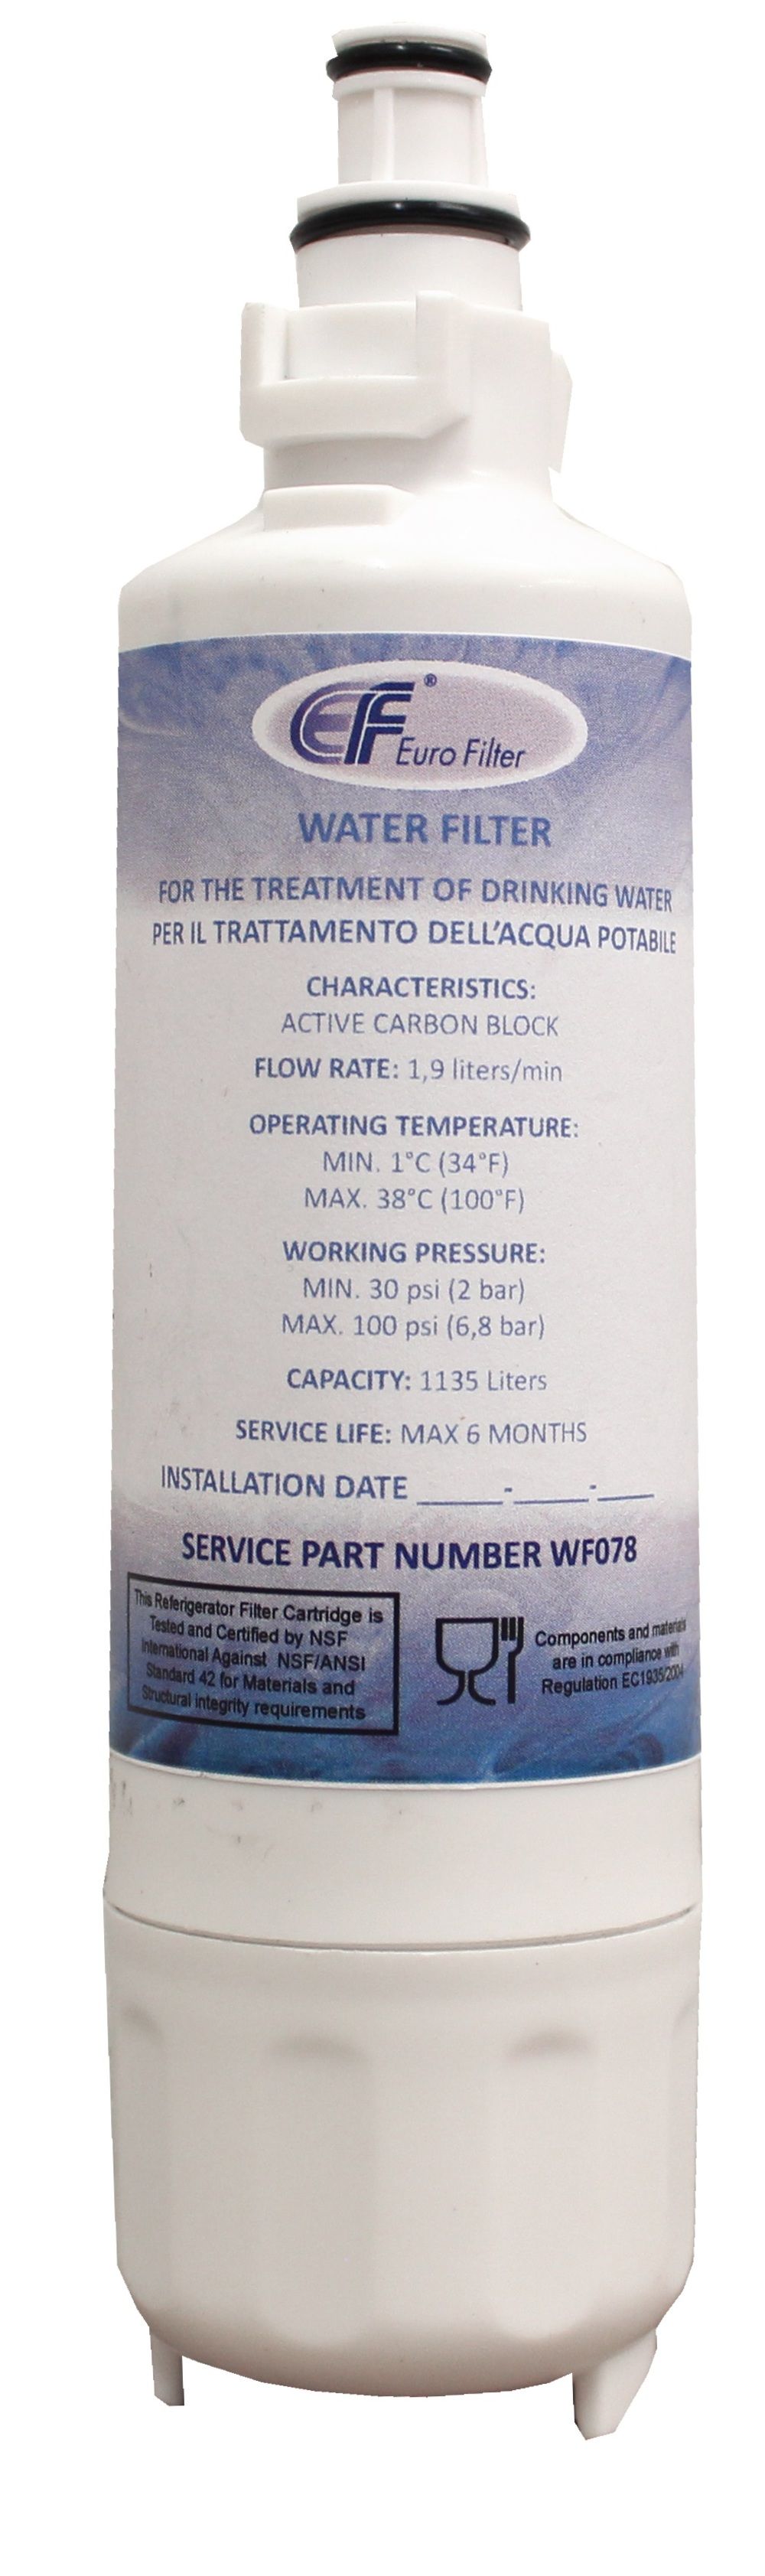 EF®
Euro Filter
WATER FILTER
FOR THE TREATMENT OF DRINKING WATER
PER IL TRATTAMENTO DELL'ACQUA POTABILE
CHARACTERISTICS:
ACTIVE CARBON BLOCK
FLOW RATE: 1,9 liters/min
OPERATING TEMPERATURE:
MIN. 1°C (34°F)
MAX. 38°C (100°F)
WORKING PRESSURE:
MIN. 30 psi (2 bar)
MAX. 100 psi (6,8 bar)
CAPACITY: 1135 Liters
SERVICE LIFE: MAX 6 MONTHS
INSTALLATION DATE _____-_____-____
SERVICE PART NUMBER WF078
This Referigerator Filter Cartridge is
Tested and Certified by NSF
International Against NSF/ANSI
Standard 42 for Materials and
Structural integrity requirements
Components and materials
are in compliance with
Regulation EC1935/2004